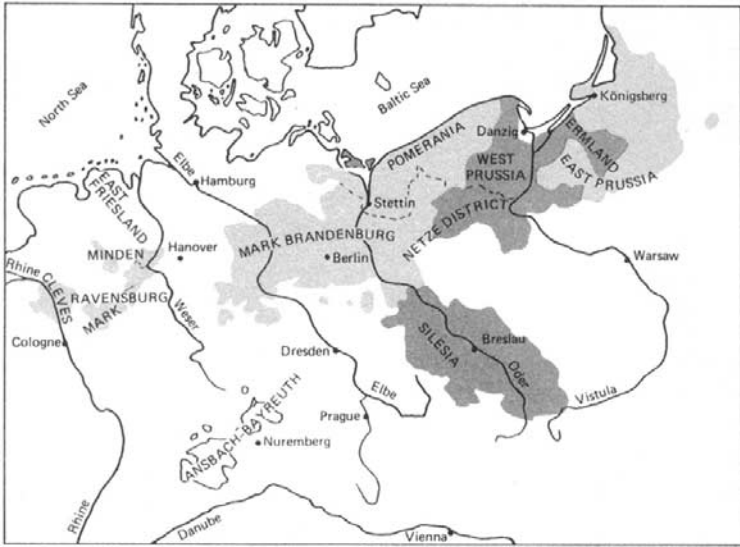 North Sea
Baltic Sea
Königsberg
Danzig
POMERANIA
ERMLAND
WEST PRUSSIA
EAST PRUSSIA
Elbe
Hamburg
EAST FRIESLAND
Stettin
NETZE DISTRICT
MINDEN
Hanover
MARK BRANDENBURG
Berlin
Warsaw
Rhine
CLEVES
RAVENSBURG
MARK
Weser
Cologne
SILESIA
Breslau
Dresden
Oder
Elbe
Vistula
Prague
ANSBACH-BAYREUTH
Nuremberg
Rhine
Danube
Vienna